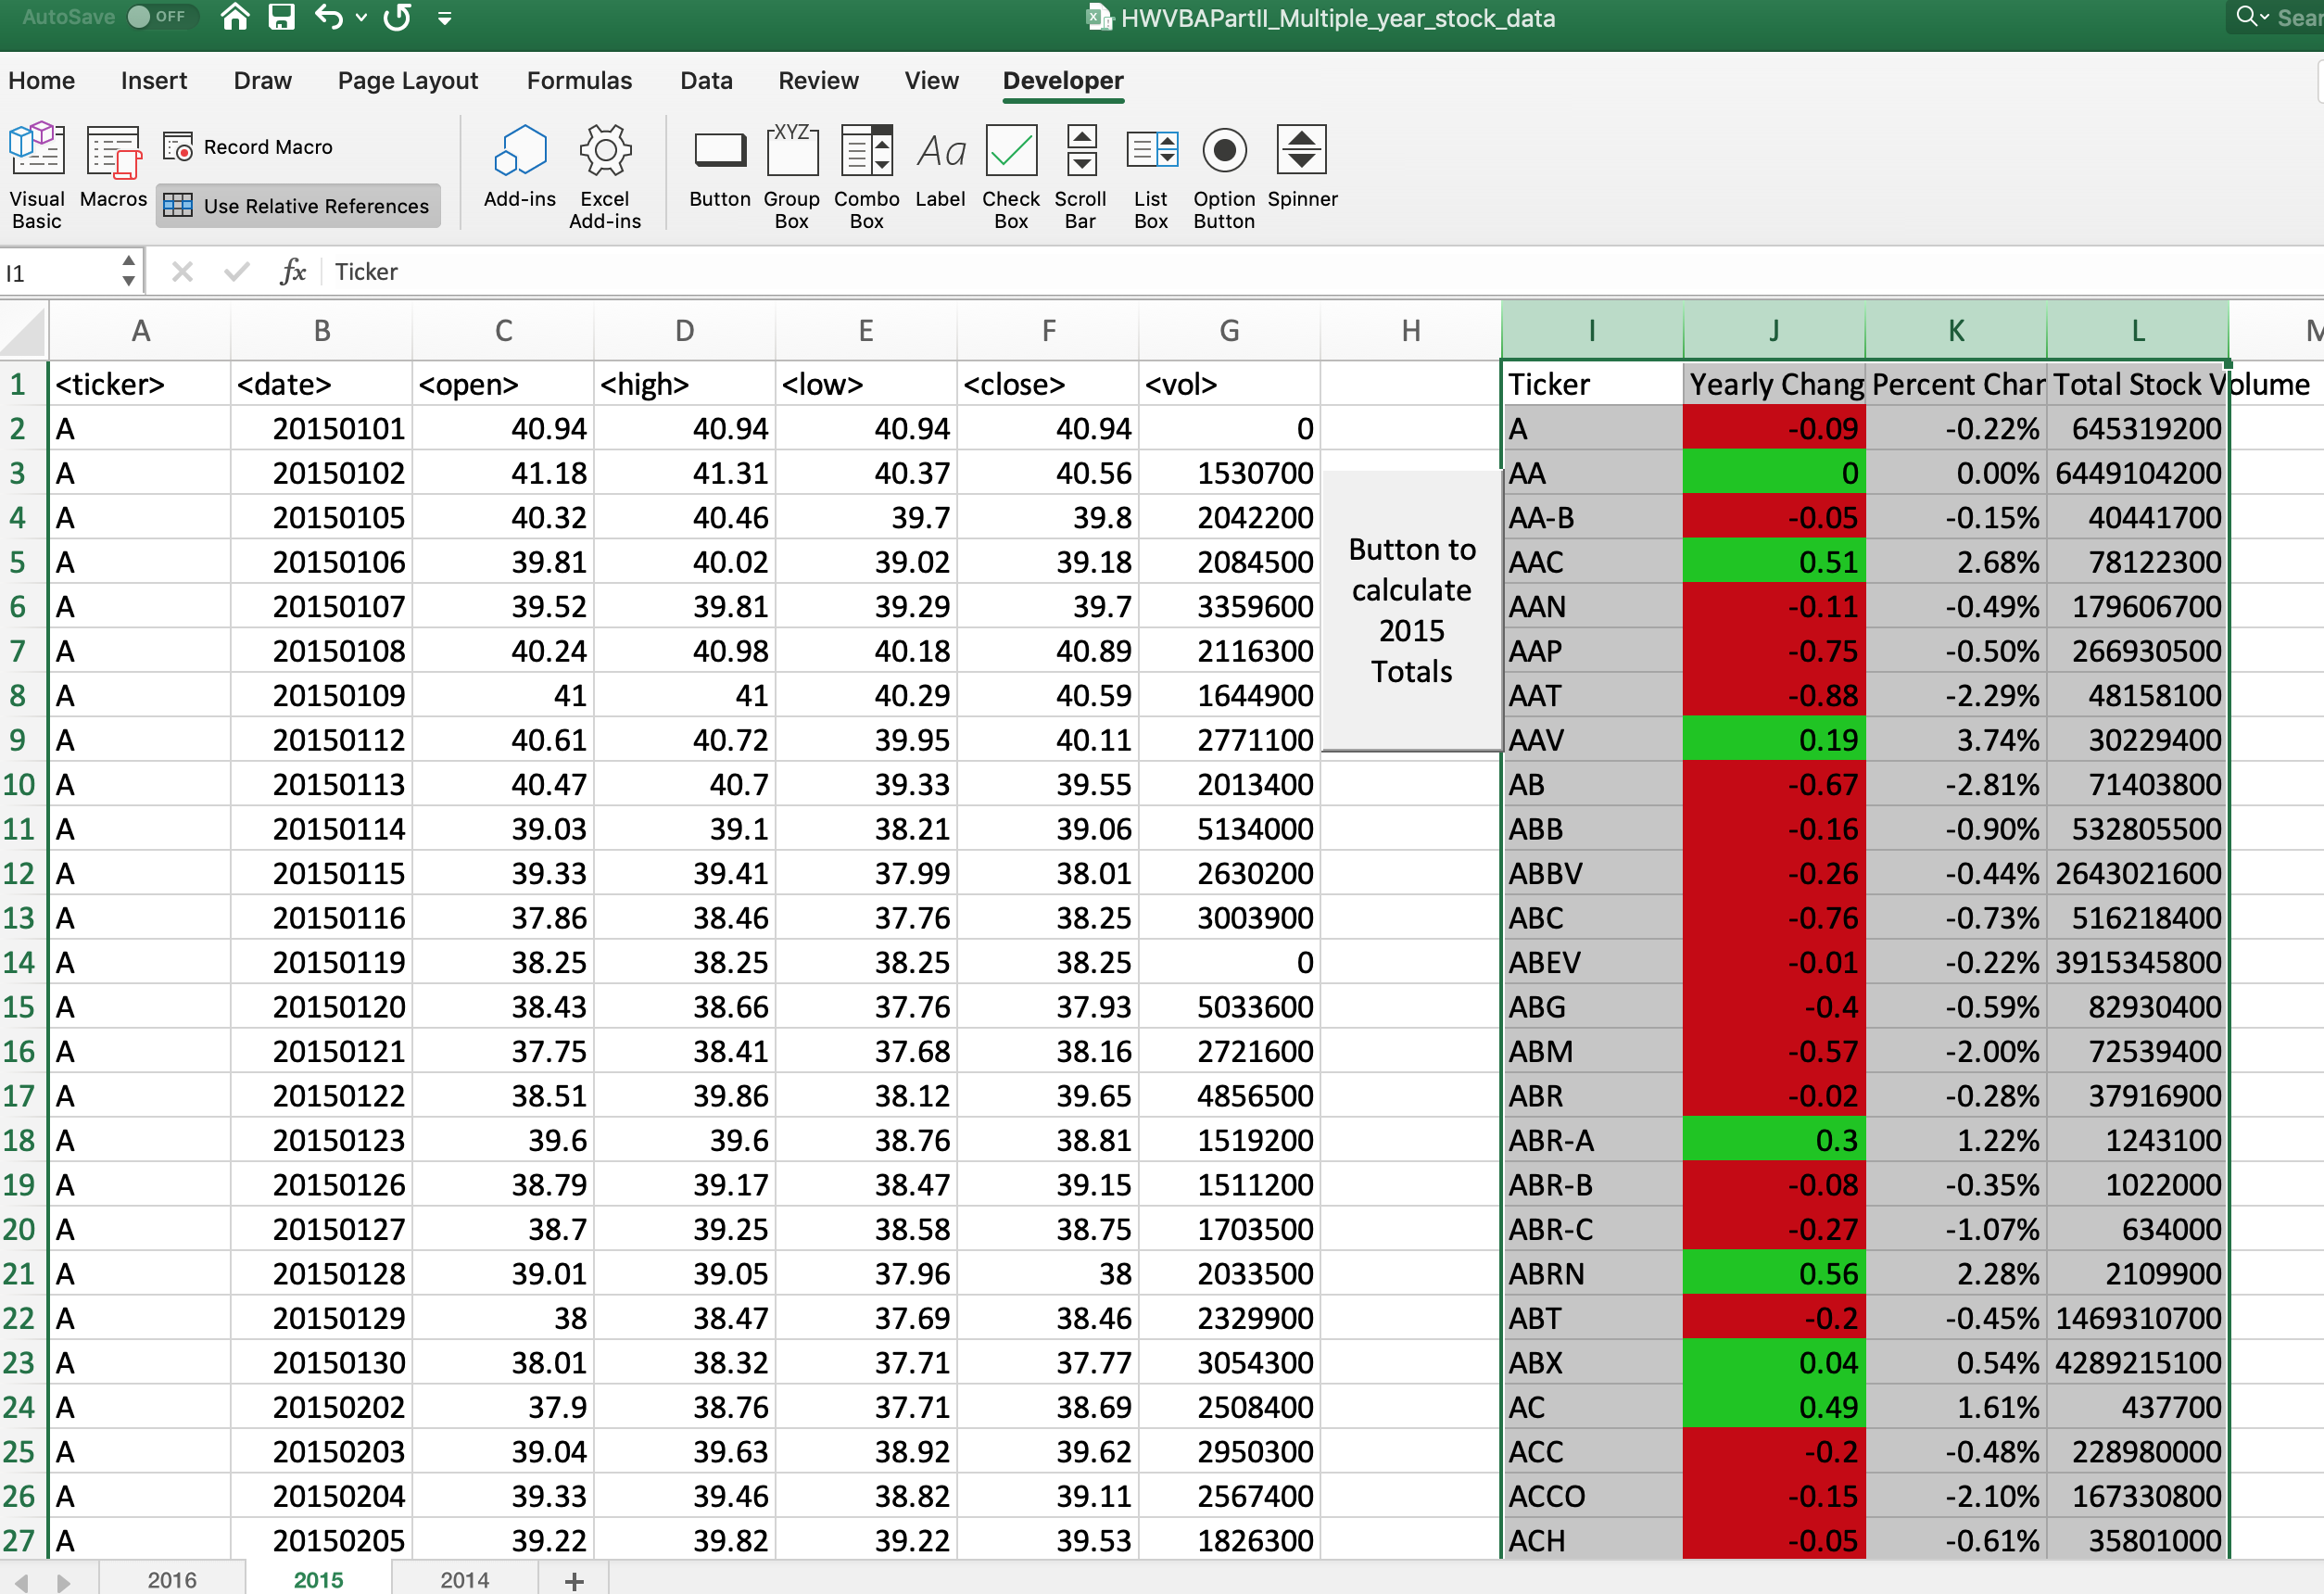 AutoSave OFF HWVBAPartII_Multiple_year_stock_data
Home Insert Draw Page Layout Formulas Data Review View Developer
Visual Basic Macros Record Macro Use Relative References Add-ins Excel Add-ins Button Group Box Combo Box Label Check Box Scroll Bar List Box Option Button Spinner
I1 fx Ticker
A B C D E F G H I J K L
1 <ticker> <date> <open> <high> <low> <close> <vol> Ticker Yearly Chang Percent Char Total Stock Volume
2 A 20150101 40.94 40.94 40.94 40.94 0 A -0.09 -0.22% 645319200
3 A 20150102 41.18 41.31 40.37 40.56 1530700 AA 0 0.00% 6449104200
4 A 20150105 40.32 40.46 39.7 39.8 2042200 AA-B -0.05 -0.15% 40441700
5 A 20150106 39.81 40.02 39.02 39.18 2084500 AAC 0.51 2.68% 78122300
6 A 20150107 39.52 39.81 39.29 39.7 3359600 AAN -0.11 -0.49% 179606700
7 A 20150108 40.24 40.98 40.18 40.89 2116300 AAP -0.75 -0.50% 266930500
8 A 20150109 41 41 40.29 40.59 1644900 AAT -0.88 -2.29% 48158100
9 A 20150112 40.61 40.72 39.95 40.11 2771100 AAV 0.19 3.74% 30229400
10 A 20150113 40.47 40.7 39.33 39.55 2013400 AB -0.67 -2.81% 71403800
11 A 20150114 39.03 39.1 38.21 39.06 5134000 ABB -0.16 -0.90% 532805500
12 A 20150115 39.33 39.41 37.99 38.01 2630200 ABBV -0.26 -0.44% 2643021600
13 A 20150116 37.86 38.46 37.76 38.25 3003900 ABC -0.76 -0.73% 516218400
14 A 20150119 38.25 38.25 38.25 38.25 0 ABEV -0.01 -0.22% 3915345800
15 A 20150120 38.43 38.66 37.76 37.93 5033600 ABG -0.4 -0.59% 82930400
16 A 20150121 37.75 38.41 37.68 38.16 2721600 ABM -0.57 -2.00% 72539400
17 A 20150122 38.51 39.86 38.12 39.65 4856500 ABR -0.02 -0.28% 37916900
18 A 20150123 39.6 39.6 38.76 38.81 1519200 ABR-A 0.3 1.22% 1243100
19 A 20150126 38.79 39.17 38.47 39.15 1511200 ABR-B -0.08 -0.35% 1022000
20 A 20150127 38.7 39.25 38.58 38.75 1703500 ABR-C -0.27 -1.07% 634000
21 A 20150128 39.01 39.05 37.96 38 2033500 ABRN 0.56 2.28% 2109900
22 A 20150129 38 38.47 37.69 38.46 2329900 ABT -0.2 -0.45% 1469310700
23 A 20150130 38.01 38.32 37.71 37.77 3054300 ABX 0.04 0.54% 4289215100
24 A 20150202 37.9 38.76 37.71 38.69 2508400 AC 0.49 1.61% 437700
25 A 20150203 39.04 39.63 38.92 39.62 2950300 ACC -0.2 -0.48% 228980000
26 A 20150204 39.33 39.46 38.82 39.11 2567400 ACCO -0.15 -2.10% 167330800
27 A 20150205 39.22 39.82 39.22 39.53 1826300 ACH -0.05 -0.61% 35801000
Button to
calculate
2015
Totals
2016 2015 2014 +